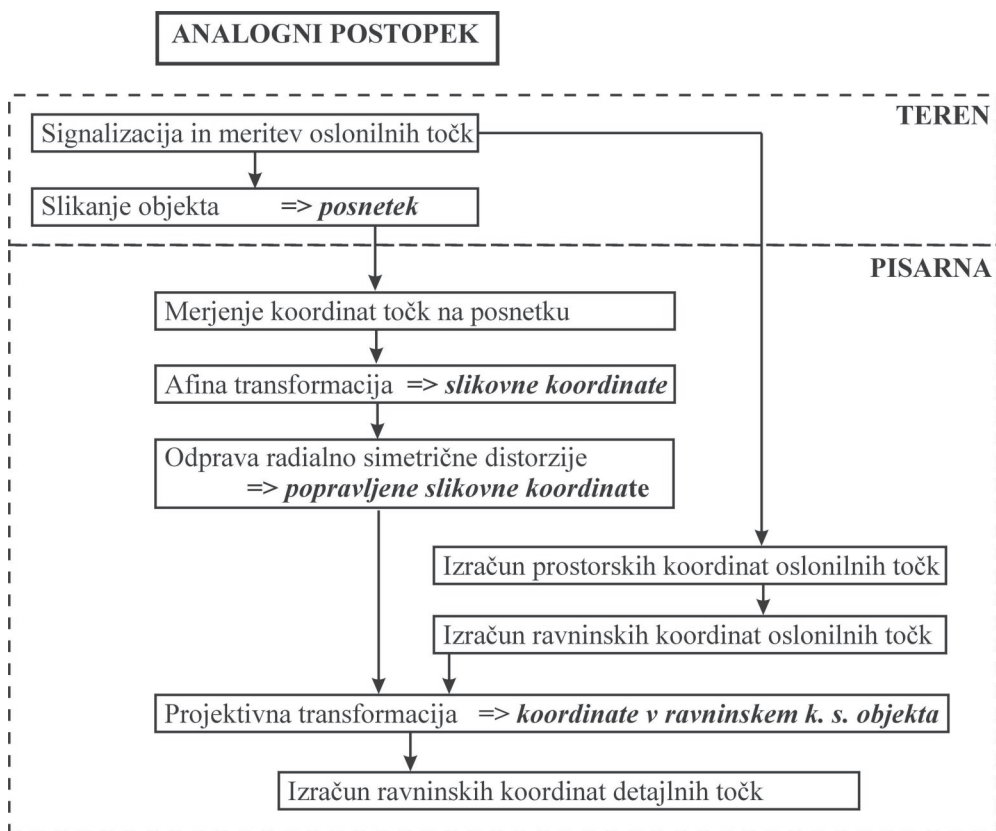 ANALOGNI POSTOPEK
TEREN
Signalizacija in meritev oslonilnih točk
Slikanje objekta => posnetek
PISARNA
Merjenje koordinat točk na posnetku
Afina transformacija => slikovne koordinate
Odprava radialno simetrične distorzije
=> popravljene slikovne koordinate
Izračun prostorskih koordinat oslonilnih točk
Izračun ravninskih koordinat oslonilnih točk
Projektivna transformacija => koordinate v ravninskem k. s. objekta
Izračun ravninskih koordinat detajlnih točk